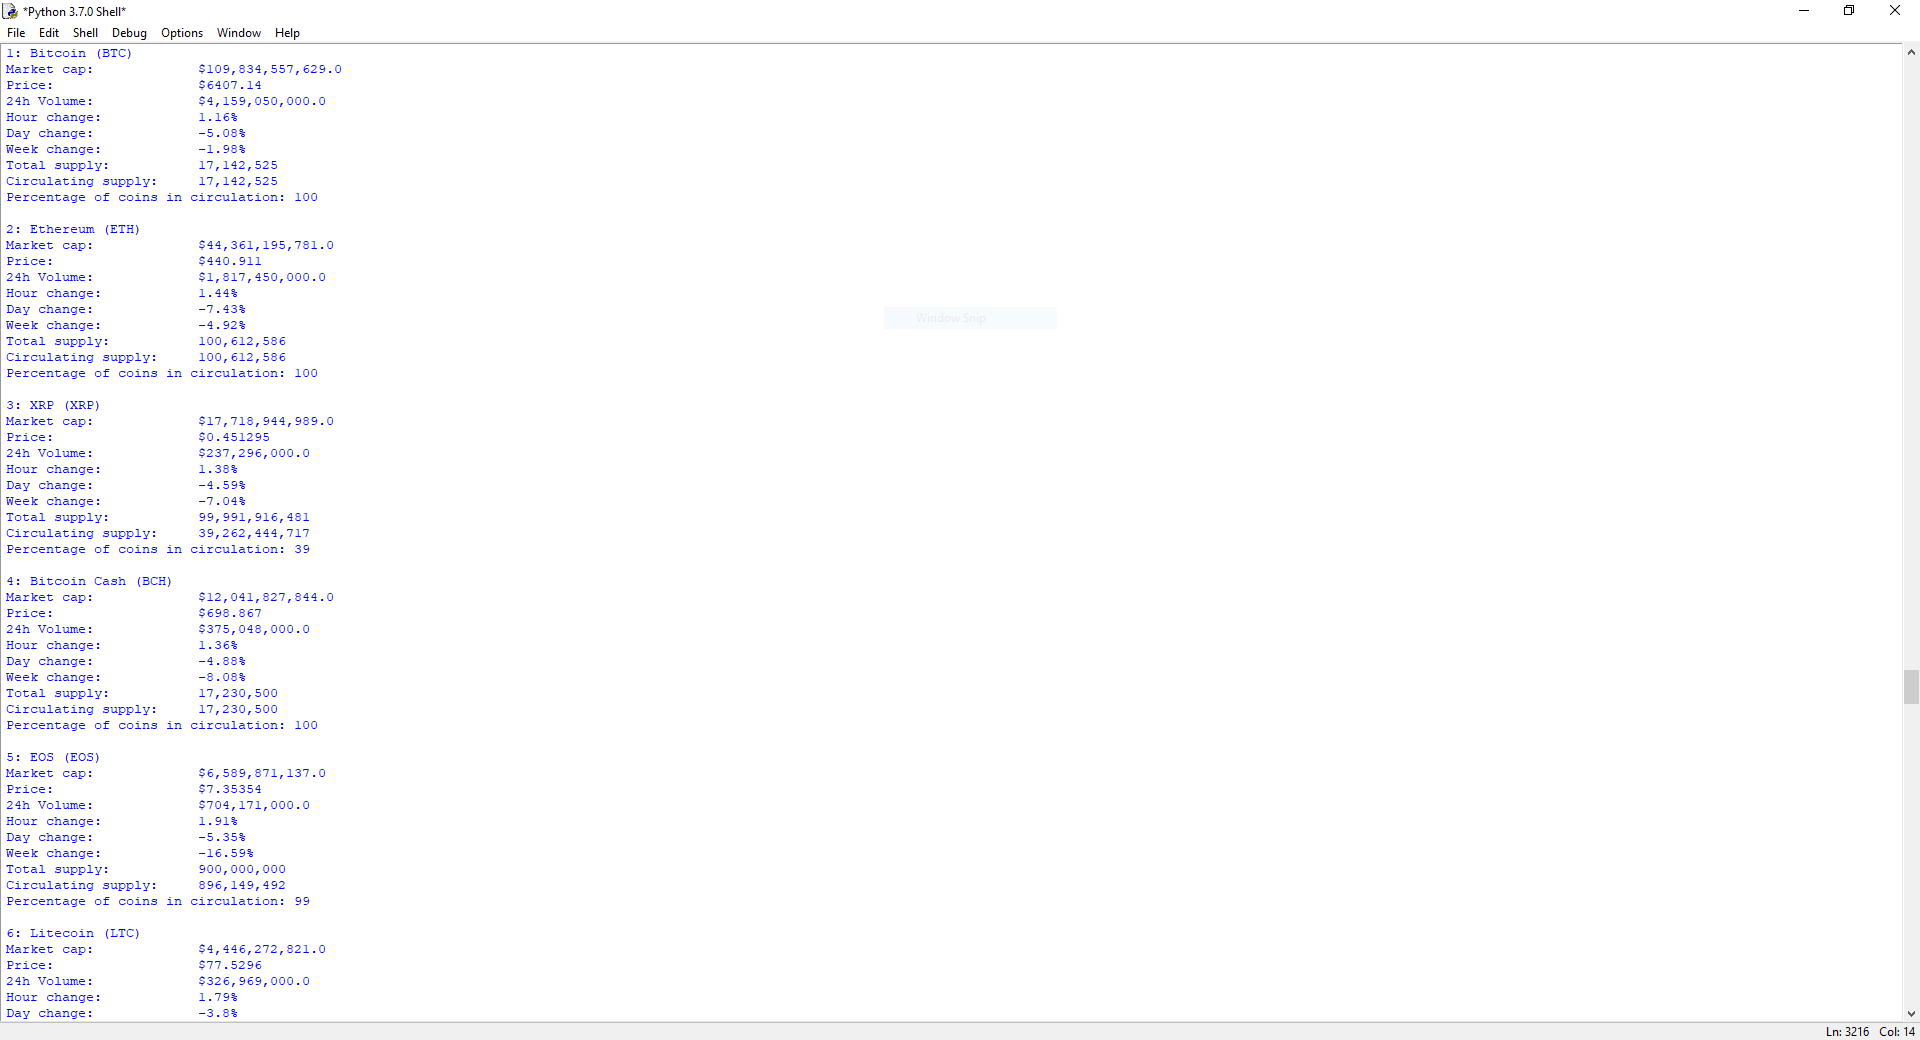 *Python 3.7.0 Shell*
File Edit Shell Debug Options Window Help
1: Bitcoin (BTC)
Market cap: $109,834,557,629.0
Price: $6407.14
24h Volume: $4,159,050,000.0
Hour change: 1.16%
Day change: -5.08%
Week change: -1.98%
Total supply: 17,142,525
Circulating supply: 17,142,525
Percentage of coins in circulation: 100
2: Ethereum (ETH)
Market cap: $44,361,195,781.0
Price: $440.911
24h Volume: $1,817,450,000.0
Hour change: 1.44%
Day change: -7.43%
Week change: -4.92%
Total supply: 100,612,586
Circulating supply: 100,612,586
Percentage of coins in circulation: 100
Window Snip
3: XRP (XRP)
Market cap: $17,718,944,989.0
Price: $0.451295
24h Volume: $237,296,000.0
Hour change: 1.38%
Day change: -4.59%
Week change: -7.04%
Total supply: 99,991,916,481
Circulating supply: 39,262,444,717
Percentage of coins in circulation: 39
4: Bitcoin Cash (BCH)
Market cap: $12,041,827,844.0
Price: $698.867
24h Volume: $375,048,000.0
Hour change: 1.36%
Day change: -4.88%
Week change: -8.08%
Total supply: 17,230,500
Circulating supply: 17,230,500
Percentage of coins in circulation: 100
5: EOS (EOS)
Market cap: $6,589,871,137.0
Price: $7.35354
24h Volume: $704,171,000.0
Hour change: 1.91%
Day change: -5.35%
Week change: -16.59%
Total supply: 900,000,000
Circulating supply: 896,149,492
Percentage of coins in circulation: 99
6: Litecoin (LTC)
Market cap: $4,446,272,821.0
Price: $77.5296
24h Volume: $326,969,000.0
Hour change: 1.79%
Day change: -3.8%
Ln: 3216 Col: 14